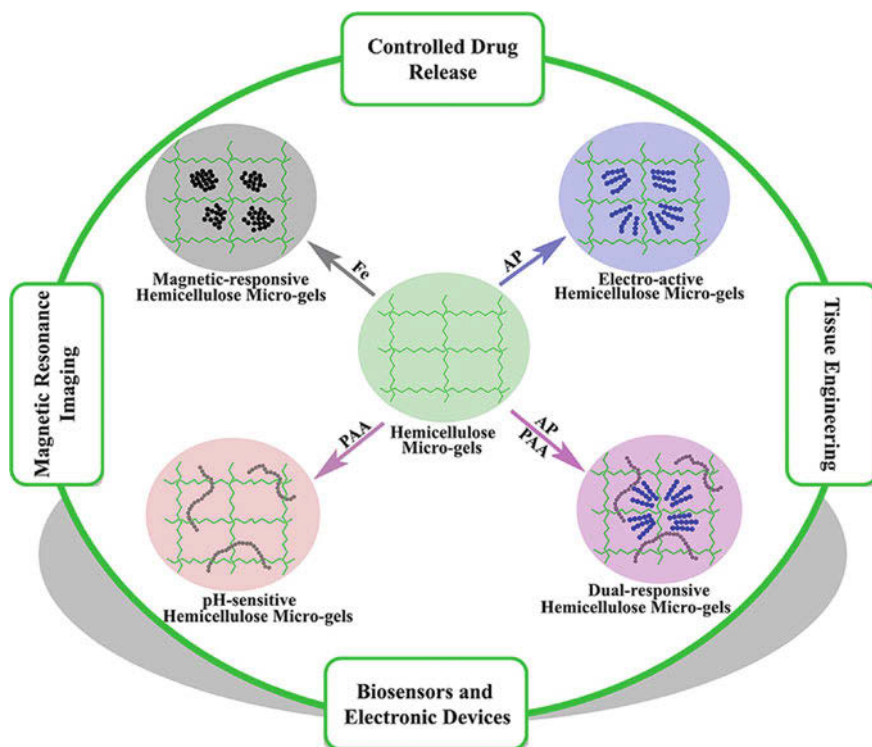 Controlled Drug
Release
Magnetic-responsive
Hemicellulose Micro-gels
Fe
AP
Electro-active
Hemicellulose Micro-gels
Magnetic Resonance
Imaging
Hemicellulose
Micro-gels
Tissue Engineering
PAA
AP
PAA
pH-sensitive
Hemicellulose Micro-gels
Dual-responsive
Hemicellulose Micro-gels
Biosensors and
Electronic Devices